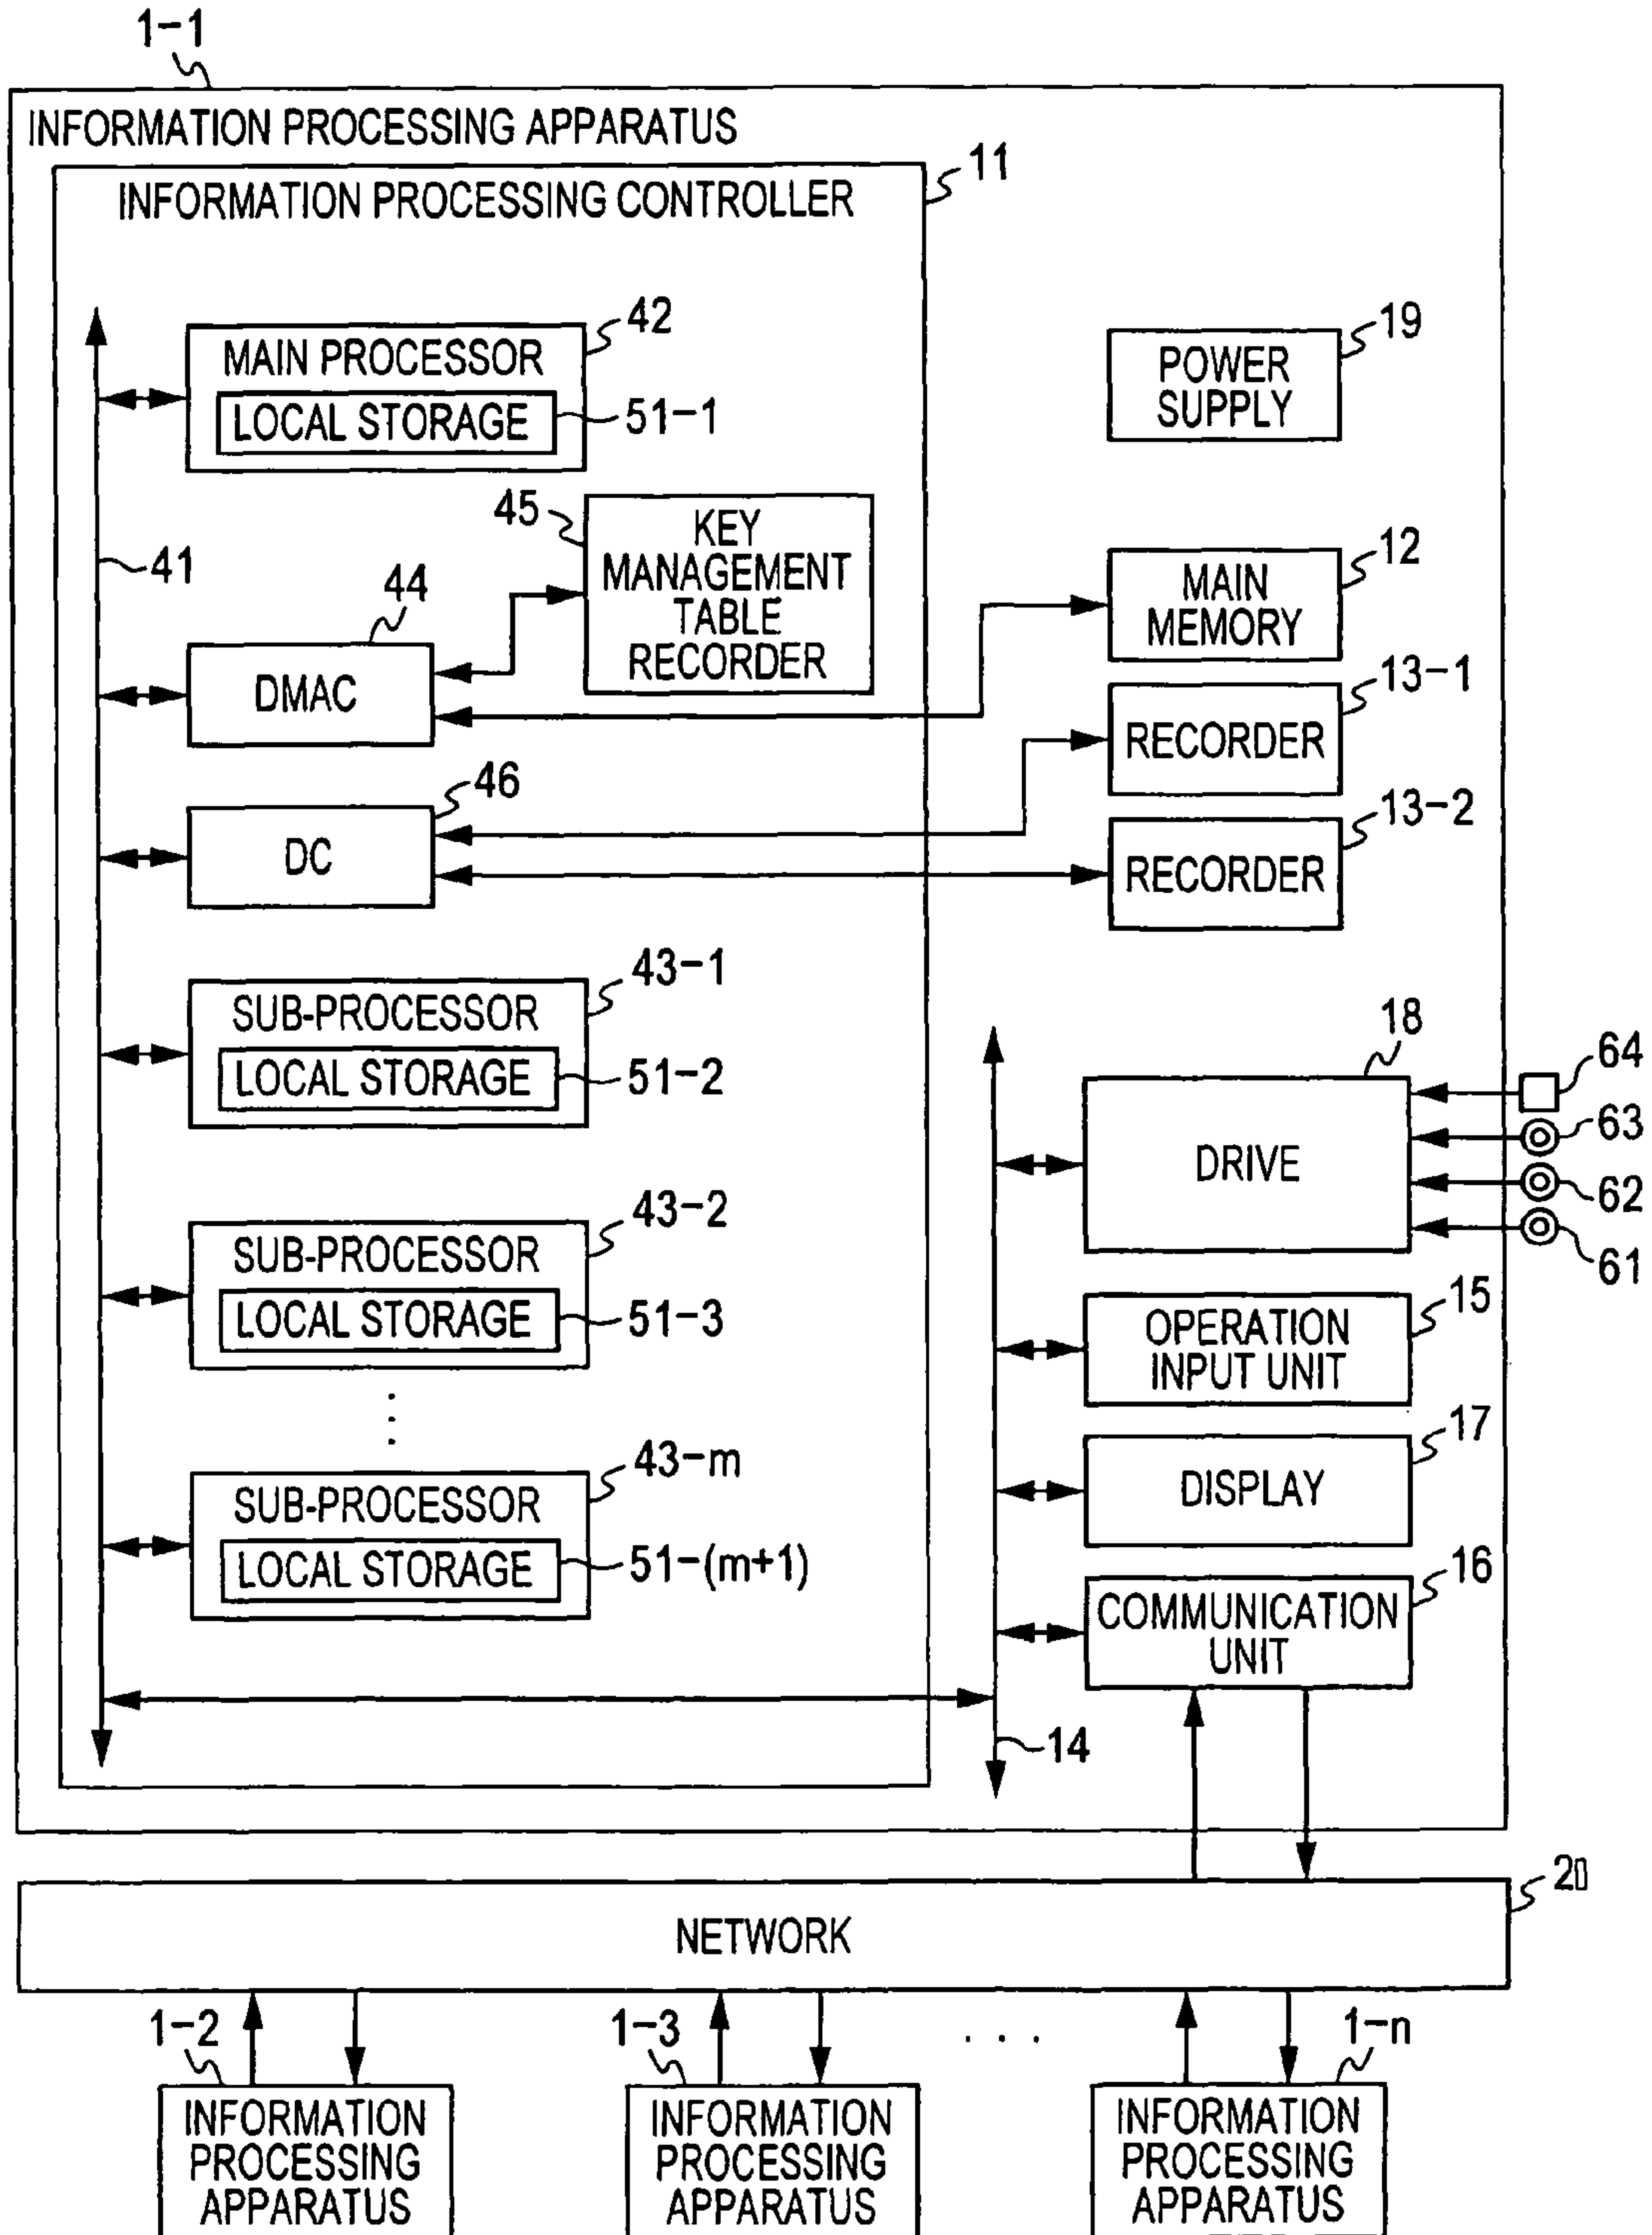 1-1
INFORMATION PROCESSING APPARATUS
11
INFORMATION PROCESSING CONTROLLER
42
MAIN PROCESSOR
LOCAL STORAGE
51-1
19
POWER
SUPPLY
45
KEY
MANAGEMENT
TABLE
RECORDER
41
44
DMAC
12
MAIN
MEMORY
13-1
RECORDER
46
DC
13-2
RECORDER
43-1
SUB-PROCESSOR
LOCAL STORAGE
51-2
18
DRIVE
64
63
62
61
43-2
SUB-PROCESSOR
LOCAL STORAGE
51-3
15
OPERATION
INPUT UNIT
17
DISPLAY
43-m
SUB-PROCESSOR
LOCAL STORAGE
51-(m+1)
16
COMMUNICATION
UNIT
14
NETWORK
1-2
INFORMATION
PROCESSING
APPARATUS
1-3
INFORMATION
PROCESSING
APPARATUS
. . .
1-n
INFORMATION
PROCESSING
APPARATUS